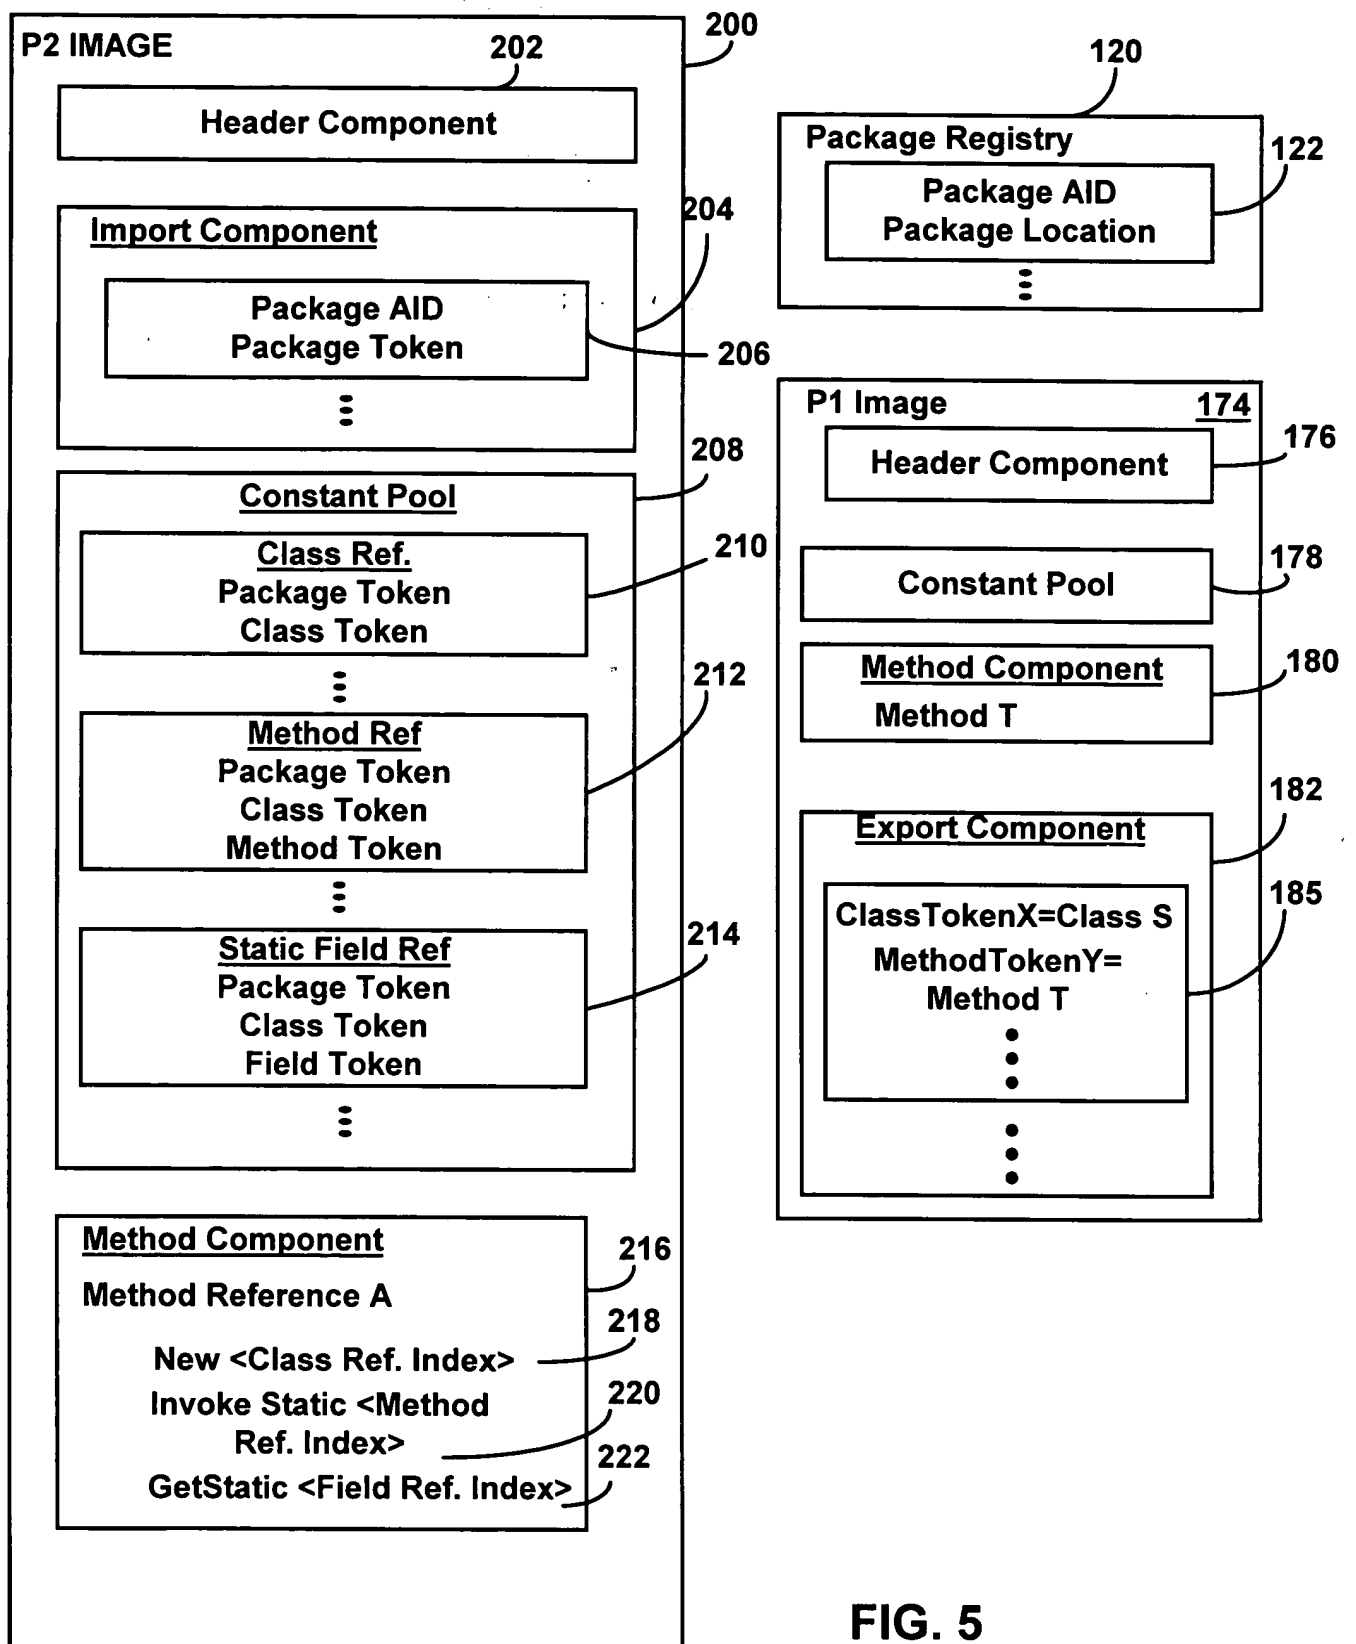 200
P2 IMAGE
202
Header Component
204
Import Component
Package AID
Package Token
206
208
Constant Pool
210
Class Ref.
Package Token
Class Token
212
Method Ref
Package Token
Class Token
Method Token
214
Static Field Ref
Package Token
Class Token
Field Token
Method Component
216
Method Reference A
218
New <Class Ref. Index>
220
Invoke Static <Method
Ref. Index>
222
GetStatic <Field Ref. Index>
120
Package Registry
122
Package AID
Package Location
P1 Image
174
176
Header Component
178
Constant Pool
180
Method Component
Method T
182
Export Component
185
ClassTokenX=Class S
MethodTokenY=
Method T
FIG. 5